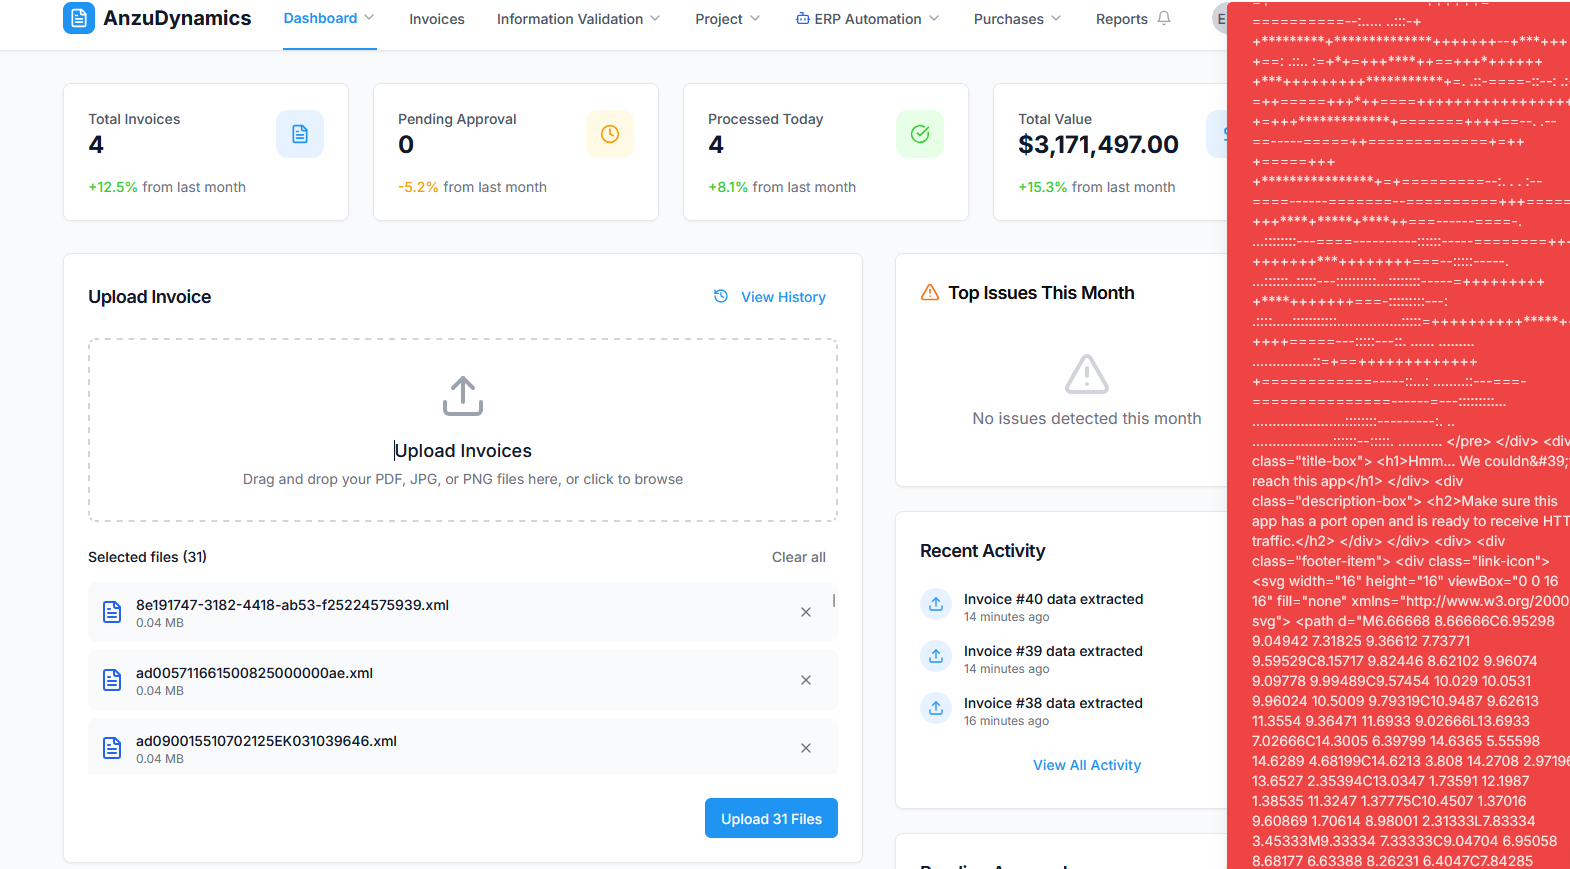 AnzuDynamics
Dashboard
Invoices
Information Validation
Project
ERP Automation
Purchases
Reports
E
Total Invoices
4
+12.5% from last month
Pending Approval
0
-5.2% from last month
Processed Today
4
+8.1% from last month
Total Value
$3,171,497.00
+15.3% from last month
Upload Invoice
View History
Upload Invoices
Drag and drop your PDF, JPG, or PNG files here, or click to browse
Selected files (31)
Clear all
8e191747-3182-4418-ab53-f25224575939.xml
0.04 MB
ad005711661500825000000ae.xml
0.04 MB
ad090015510702125EK031039646.xml
0.04 MB
Upload 31 Files
Top Issues This Month
No issues detected this month
Recent Activity
Invoice #40 data extracted
14 minutes ago
Invoice #39 data extracted
14 minutes ago
Invoice #38 data extracted
16 minutes ago
View All Activity
</pre> </div> <div
class="title-box"> <h1>Hmm... We couldn&#39;
reach this app</h1> </div> <div
class="description-box"> <h2>Make sure this
app has a port open and is ready to receive HTT
traffic.</h2> </div> </div> <div> <div
class="footer-item"> <div class="link-icon">
<svg width="16" height="16" viewBox="0 0 16
16" fill="none" xmlns="http://www.w3.org/2000
svg"> <path d="M6.66668 8.66666C6.95298
9.04942 7.31825 9.36612 7.73771
9.59529C8.15717 9.82446 8.62102 9.96074
9.09778 9.99489C9.57454 10.029 10.0531
9.96024 10.5009 9.79319C10.9487 9.62613
11.3554 9.36471 11.6933 9.02666L13.6933
7.02666C14.3005 6.39799 14.6365 5.55598
14.6289 4.68199C14.6213 3.808 14.2708 2.97196
13.6527 2.35394C13.0347 1.73591 12.1987
1.38535 11.3247 1.37775C10.4507 1.37016
9.60869 1.70614 8.98001 2.31333L7.83334
3.45333M9.33334 7.33333C9.04704 6.95058
8.68177 6.63388 8.26231 6.4047C7.84285